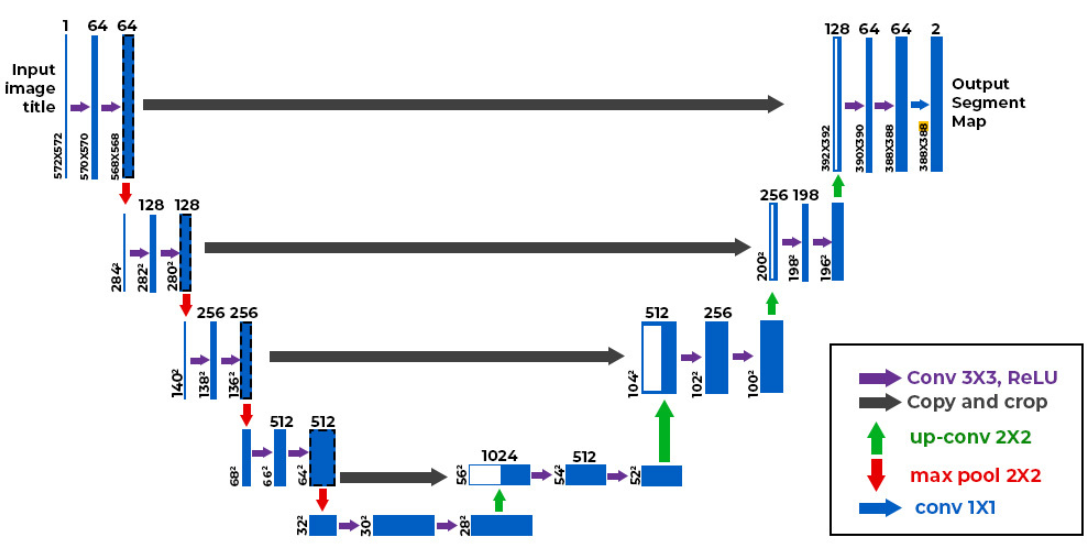 1 64 64
128 64 64 2
Input
image
title
Output
Segment
Map
572X572
570X570
568X568
392X392
390X390
388X388
388X388
128 128
256 198
284²
282²
280²
200²
198²
196²
256 256
512 256
140²
138²
136²
104²
102²
100²
512 512
1024 512
68²
66²
64²
56²
54²
52²
32²
30²
28²
Conv 3X3, ReLU
Copy and crop
up-conv 2X2
max pool 2X2
conv 1X1